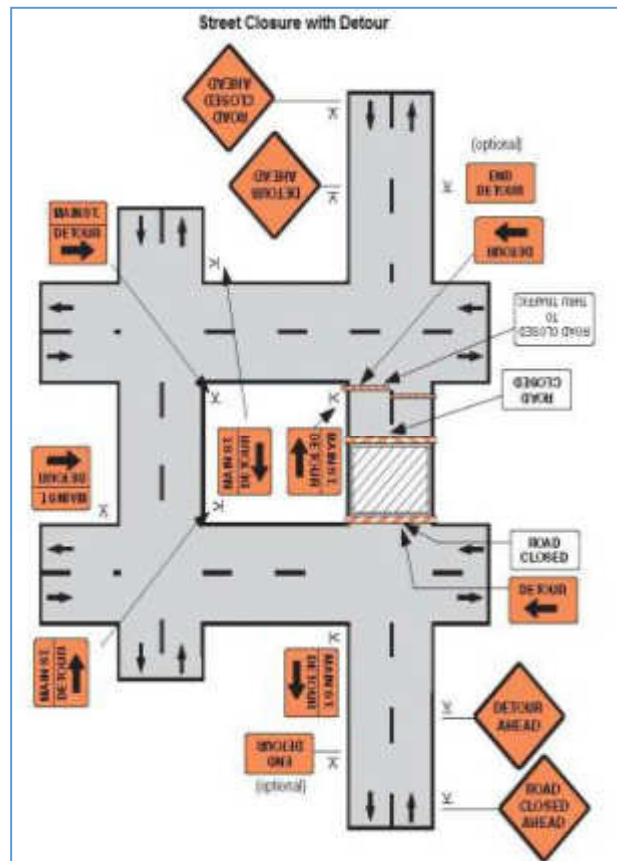 Street Closure with Detour
ROAD
CLOSED
AHEAD
DETOUR
AHEAD
(optional)
END
DETOUR
MAIN ST.
DETOUR
DETOUR
ROAD CLOSED
TO
THRU TRAFFIC
ROAD
CLOSED
MAIN ST.
DETOUR
MAIN ST.
DETOUR
MAIN ST.
DETOUR
ROAD
CLOSED
DETOUR
MAIN ST.
DETOUR
MAIN ST.
DETOUR
DETOUR
AHEAD
END
DETOUR
(optional)
ROAD
CLOSED
AHEAD